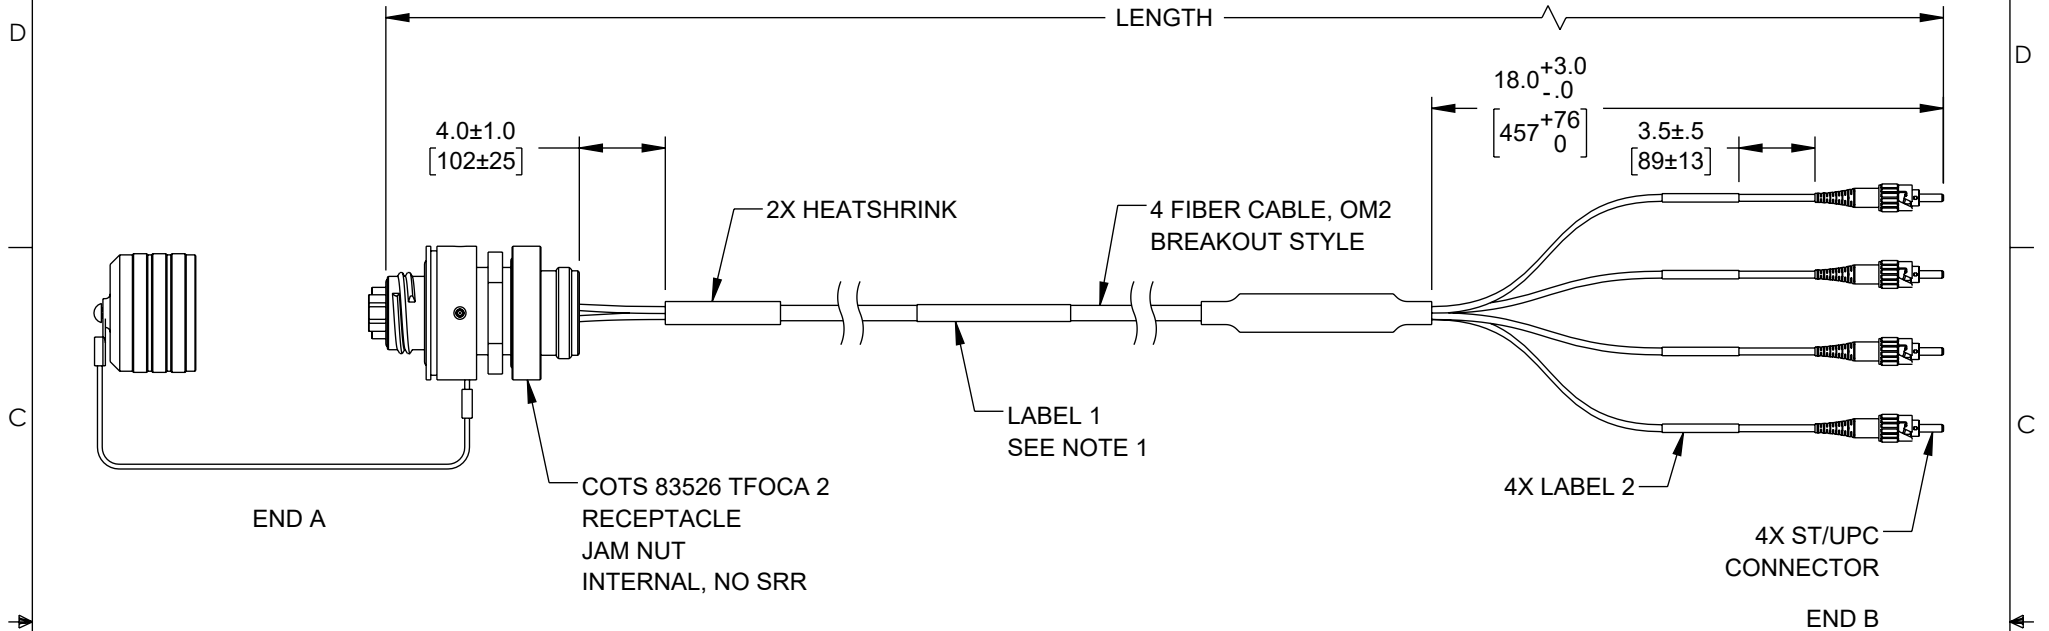 LENGTH
D
D
18.0 +3.0 -.0
[457 +76 0]
4.0±1.0
[102±25]
3.5±.5
[89±13]
2X HEATSHRINK
4 FIBER CABLE, OM2
BREAKOUT STYLE
LABEL 1
SEE NOTE 1
C
C
COTS 83526 TFOCA 2
RECEPTACLE
JAM NUT
INTERNAL, NO SRR
4X LABEL 2
END A
4X ST/UPC
CONNECTOR
END B